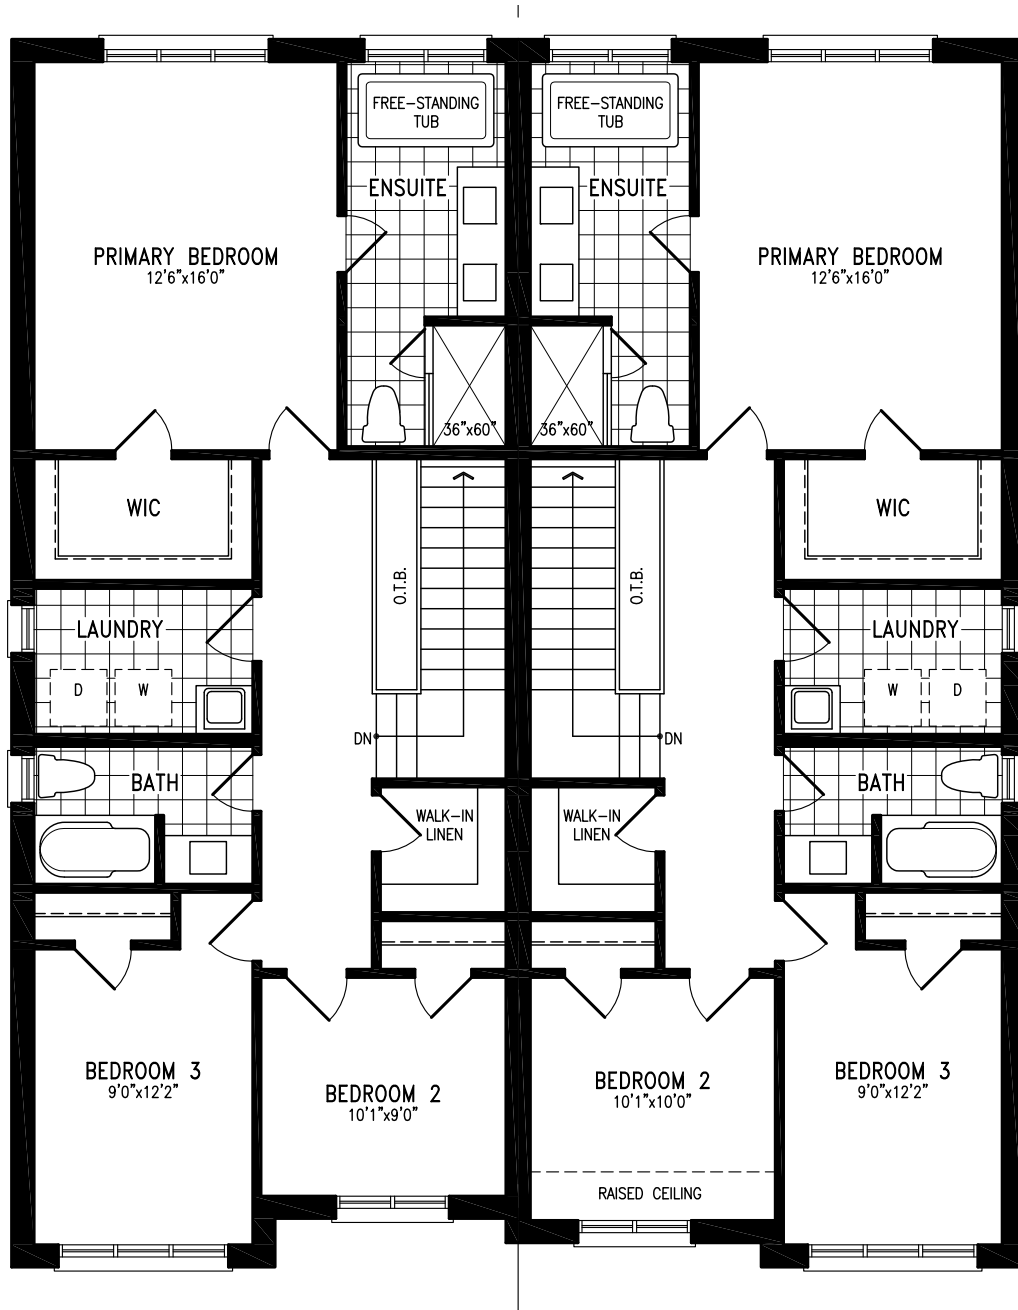 FREE-STANDING
TUB
FREE-STANDING
TUB
ENSUITE
ENSUITE
PRIMARY BEDROOM
12'6"x16'0"
PRIMARY BEDROOM
12'6"x16'0"
36"x60"
36"x60"
WIC
WIC
O.T.B.
O.T.B.
LAUNDRY
LAUNDRY
D
W
W
D
DN
DN
BATH
BATH
WALK-IN
LINEN
WALK-IN
LINEN
BEDROOM 3
9'0"x12'2"
BEDROOM 2
10'1"x9'0"
BEDROOM 2
10'1"x10'0"
BEDROOM 3
9'0"x12'2"
RAISED CEILING